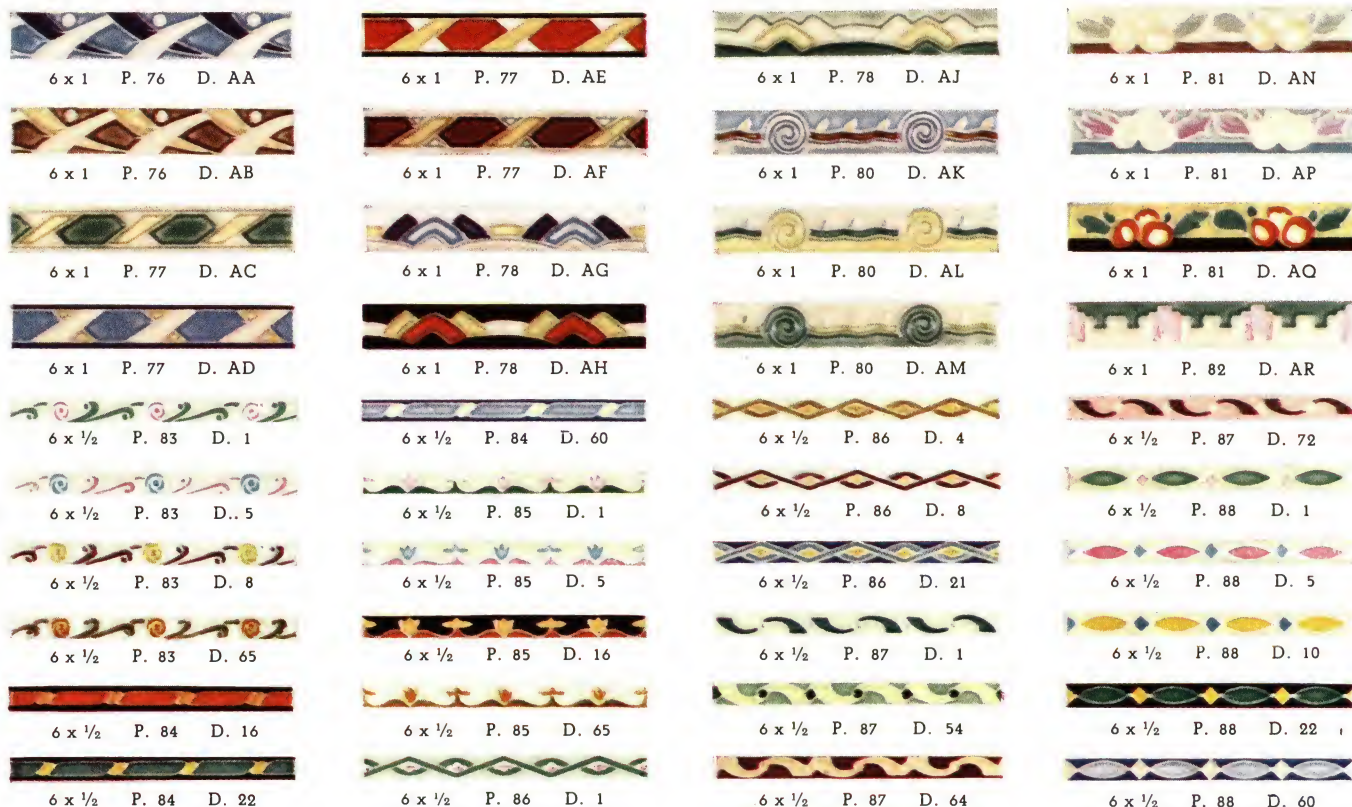 6 x 1 P. 76 D. AA
6 x 1 P. 76 D. AB
6 x 1 P. 77 D. AC
6 x 1 P. 77 D. AD
6 x ½ P. 83 D. 1
6 x ½ P. 83 D.. 5
6 x ½ P. 83 D. 8
6 x ½ P. 83 D. 65
6 x ½ P. 84 D. 16
6 x ½ P. 84 D. 22
6 x 1 P. 77 D. AE
6 x 1 P. 77 D. AF
6 x 1 P. 78 D. AG
6 x 1 P. 78 D. AH
6 x ½ P. 84 D. 60
6 x ½ P. 85 D. 1
6 x ½ P. 85 D. 5
6 x ½ P. 85 D. 16
6 x ½ P. 85 D. 65
6 x ½ P. 86 D. 1
6 x 1 P. 78 D. AJ
6 x 1 P. 80 D. AK
6 x 1 P. 80 D. AL
6 x 1 P. 80 D. AM
6 x ½ P. 86 D. 4
6 x ½ P. 86 D. 8
6 x ½ P. 86 D. 21
6 x ½ P. 87 D. 1
6 x ½ P. 87 D. 54
6 x ½ P. 87 D. 64
6 x 1 P. 81 D. AN
6 x 1 P. 81 D. AP
6 x 1 P. 81 D. AQ
6 x 1 P. 82 D. AR
6 x ½ P. 87 D. 72
6 x ½ P. 88 D. 1
6 x ½ P. 88 D. 5
6 x ½ P. 88 D. 10
6 x ½ P. 88 D. 22
6 x ½ P. 88 D. 60